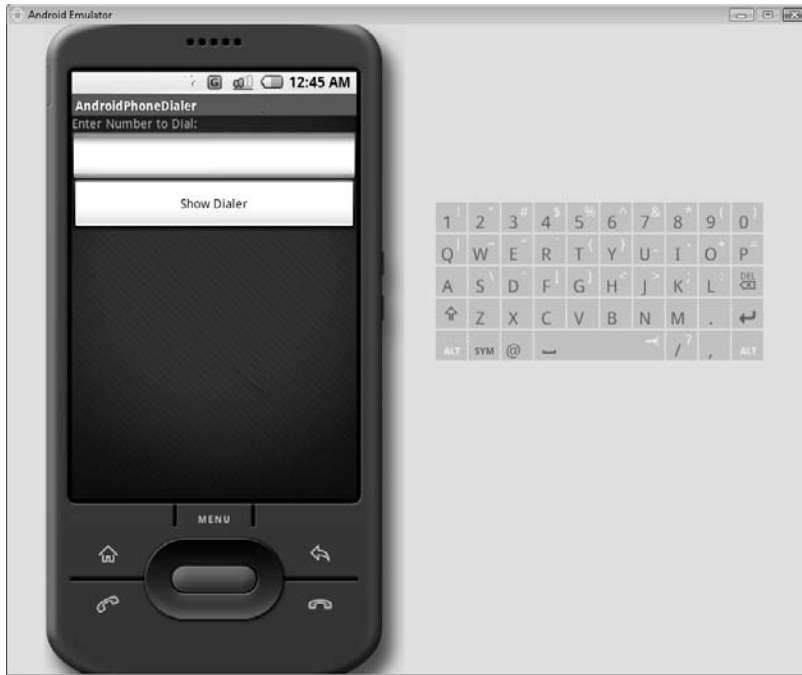 Android Emulator
G 12:45 AM
AndroidPhoneDialer
Enter Number to Dial:
Show Dialer
MENU
1 ! 2 " 3 # 4 $ 5 % 6 ^ 7 & 8 * 9 ( 0 )
Q W E R T { Y } U - I O + P =
A S \ D F [ G ] H < J > K ; L : DEL
Z X C V B N M .
ALT SYM @ / ? , ALT